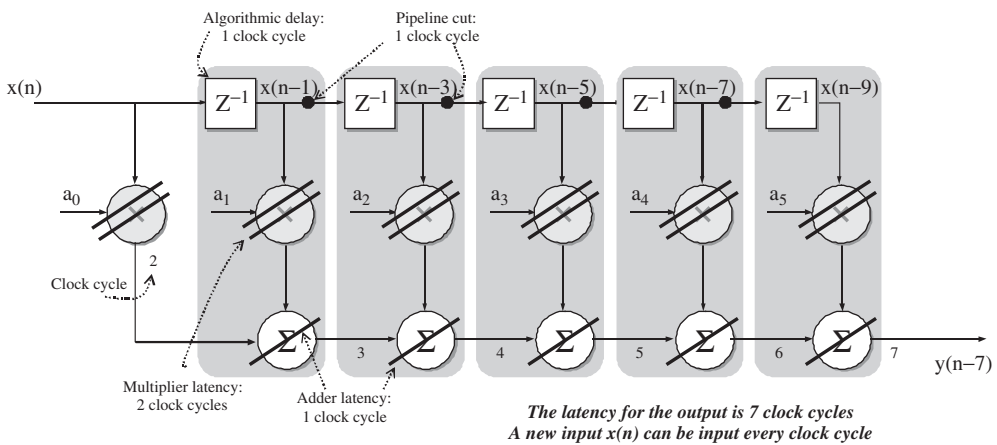 Algorithmic delay:
1 clock cycle
Pipeline cut:
1 clock cycle
x(n)
Z⁻¹
x(n−1)
Z⁻¹
x(n−3)
Z⁻¹
x(n−5)
Z⁻¹
x(n−7)
Z⁻¹
x(n−9)
a₀
×
a₁
×
a₂
×
a₃
×
a₄
×
a₅
×
2
Clock cycle
Σ
3
Σ
4
Σ
5
Σ
6
Σ
7
y(n−7)
Multiplier latency:
2 clock cycles
Adder latency:
1 clock cycle
The latency for the output is 7 clock cycles
A new input x(n) can be input every clock cycle